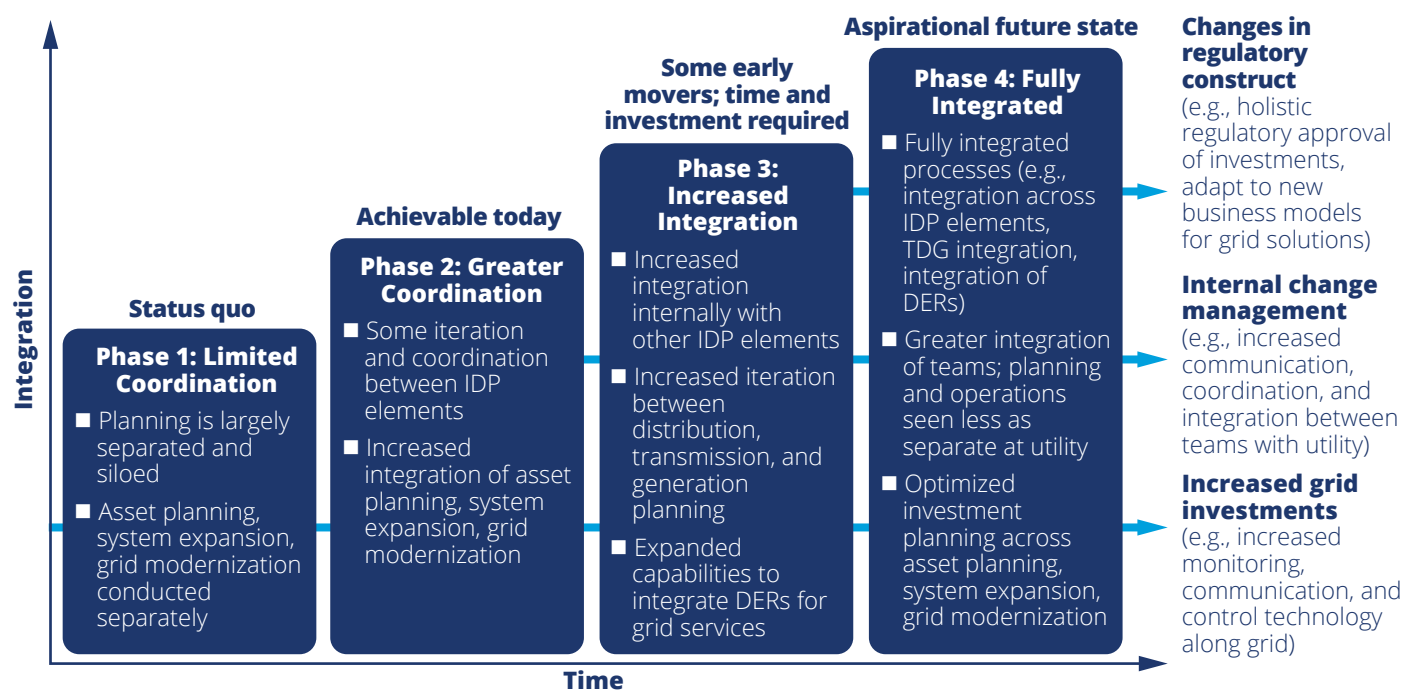 Integration
Status quo
Phase 1: Limited
Coordination
■ Planning is largely
separated and
siloed
■ Asset planning,
system expansion,
grid modernization
conducted
separately
Achievable today
Phase 2: Greater
Coordination
■ Some iteration
and coordination
between IDP
elements
■ Increased
integration of asset
planning, system
expansion, grid
modernization
Some early
movers; time and
investment required
Phase 3:
Increased
Integration
■ Increased
integration
internally with
other IDP elements
■ Increased iteration
between
distribution,
transmission, and
generation
planning
■ Expanded
capabilities to
integrate DERs for
grid services
Aspirational future state
Phase 4: Fully
Integrated
■ Fully integrated
processes (e.g.,
integration across
IDP elements,
TDG integration,
integration of
DERs)
■ Greater integration
of teams; planning
and operations
seen less as
separate at utility
■ Optimized
investment
planning across
asset planning,
system expansion,
grid modernization
Changes in
regulatory
construct
(e.g., holistic
regulatory approval
of investments,
adapt to new
business models
for grid solutions)
Internal change
management
(e.g., increased
communication,
coordination, and
integration between
teams with utility)
Increased grid
investments
(e.g., increased
monitoring,
communication, and
control technology
along grid)
Time